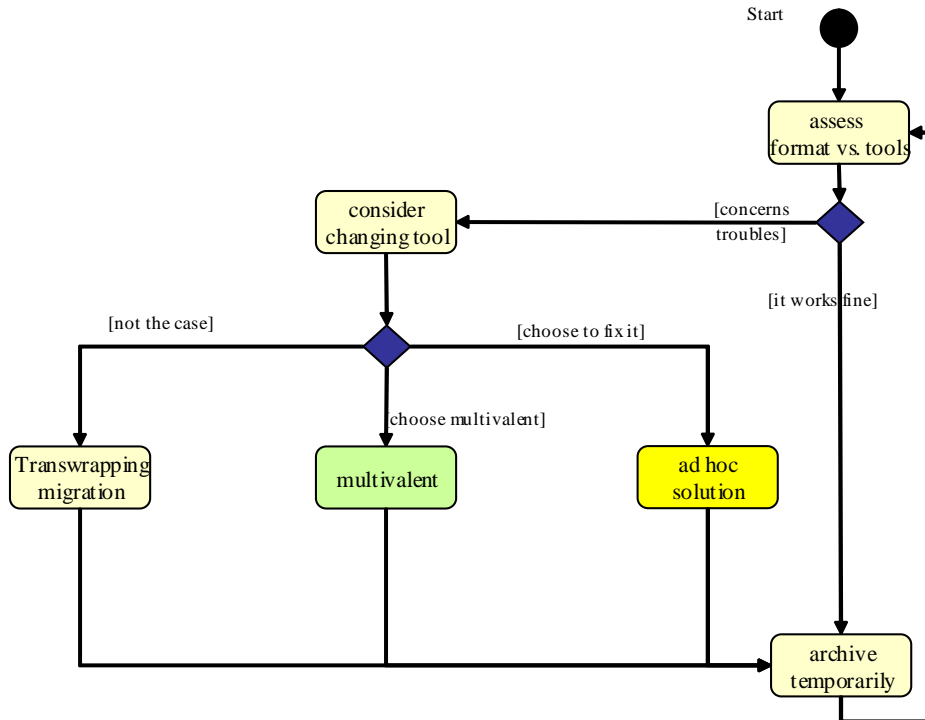 Start
assess
format vs. tools
consider
changing tool
[concerns
troubles]
[it works fine]
[not the case]
[choose to fix it]
[choose multivalent]
Transwrapping
migration
multivalent
ad hoc
solution
archive
temporarily